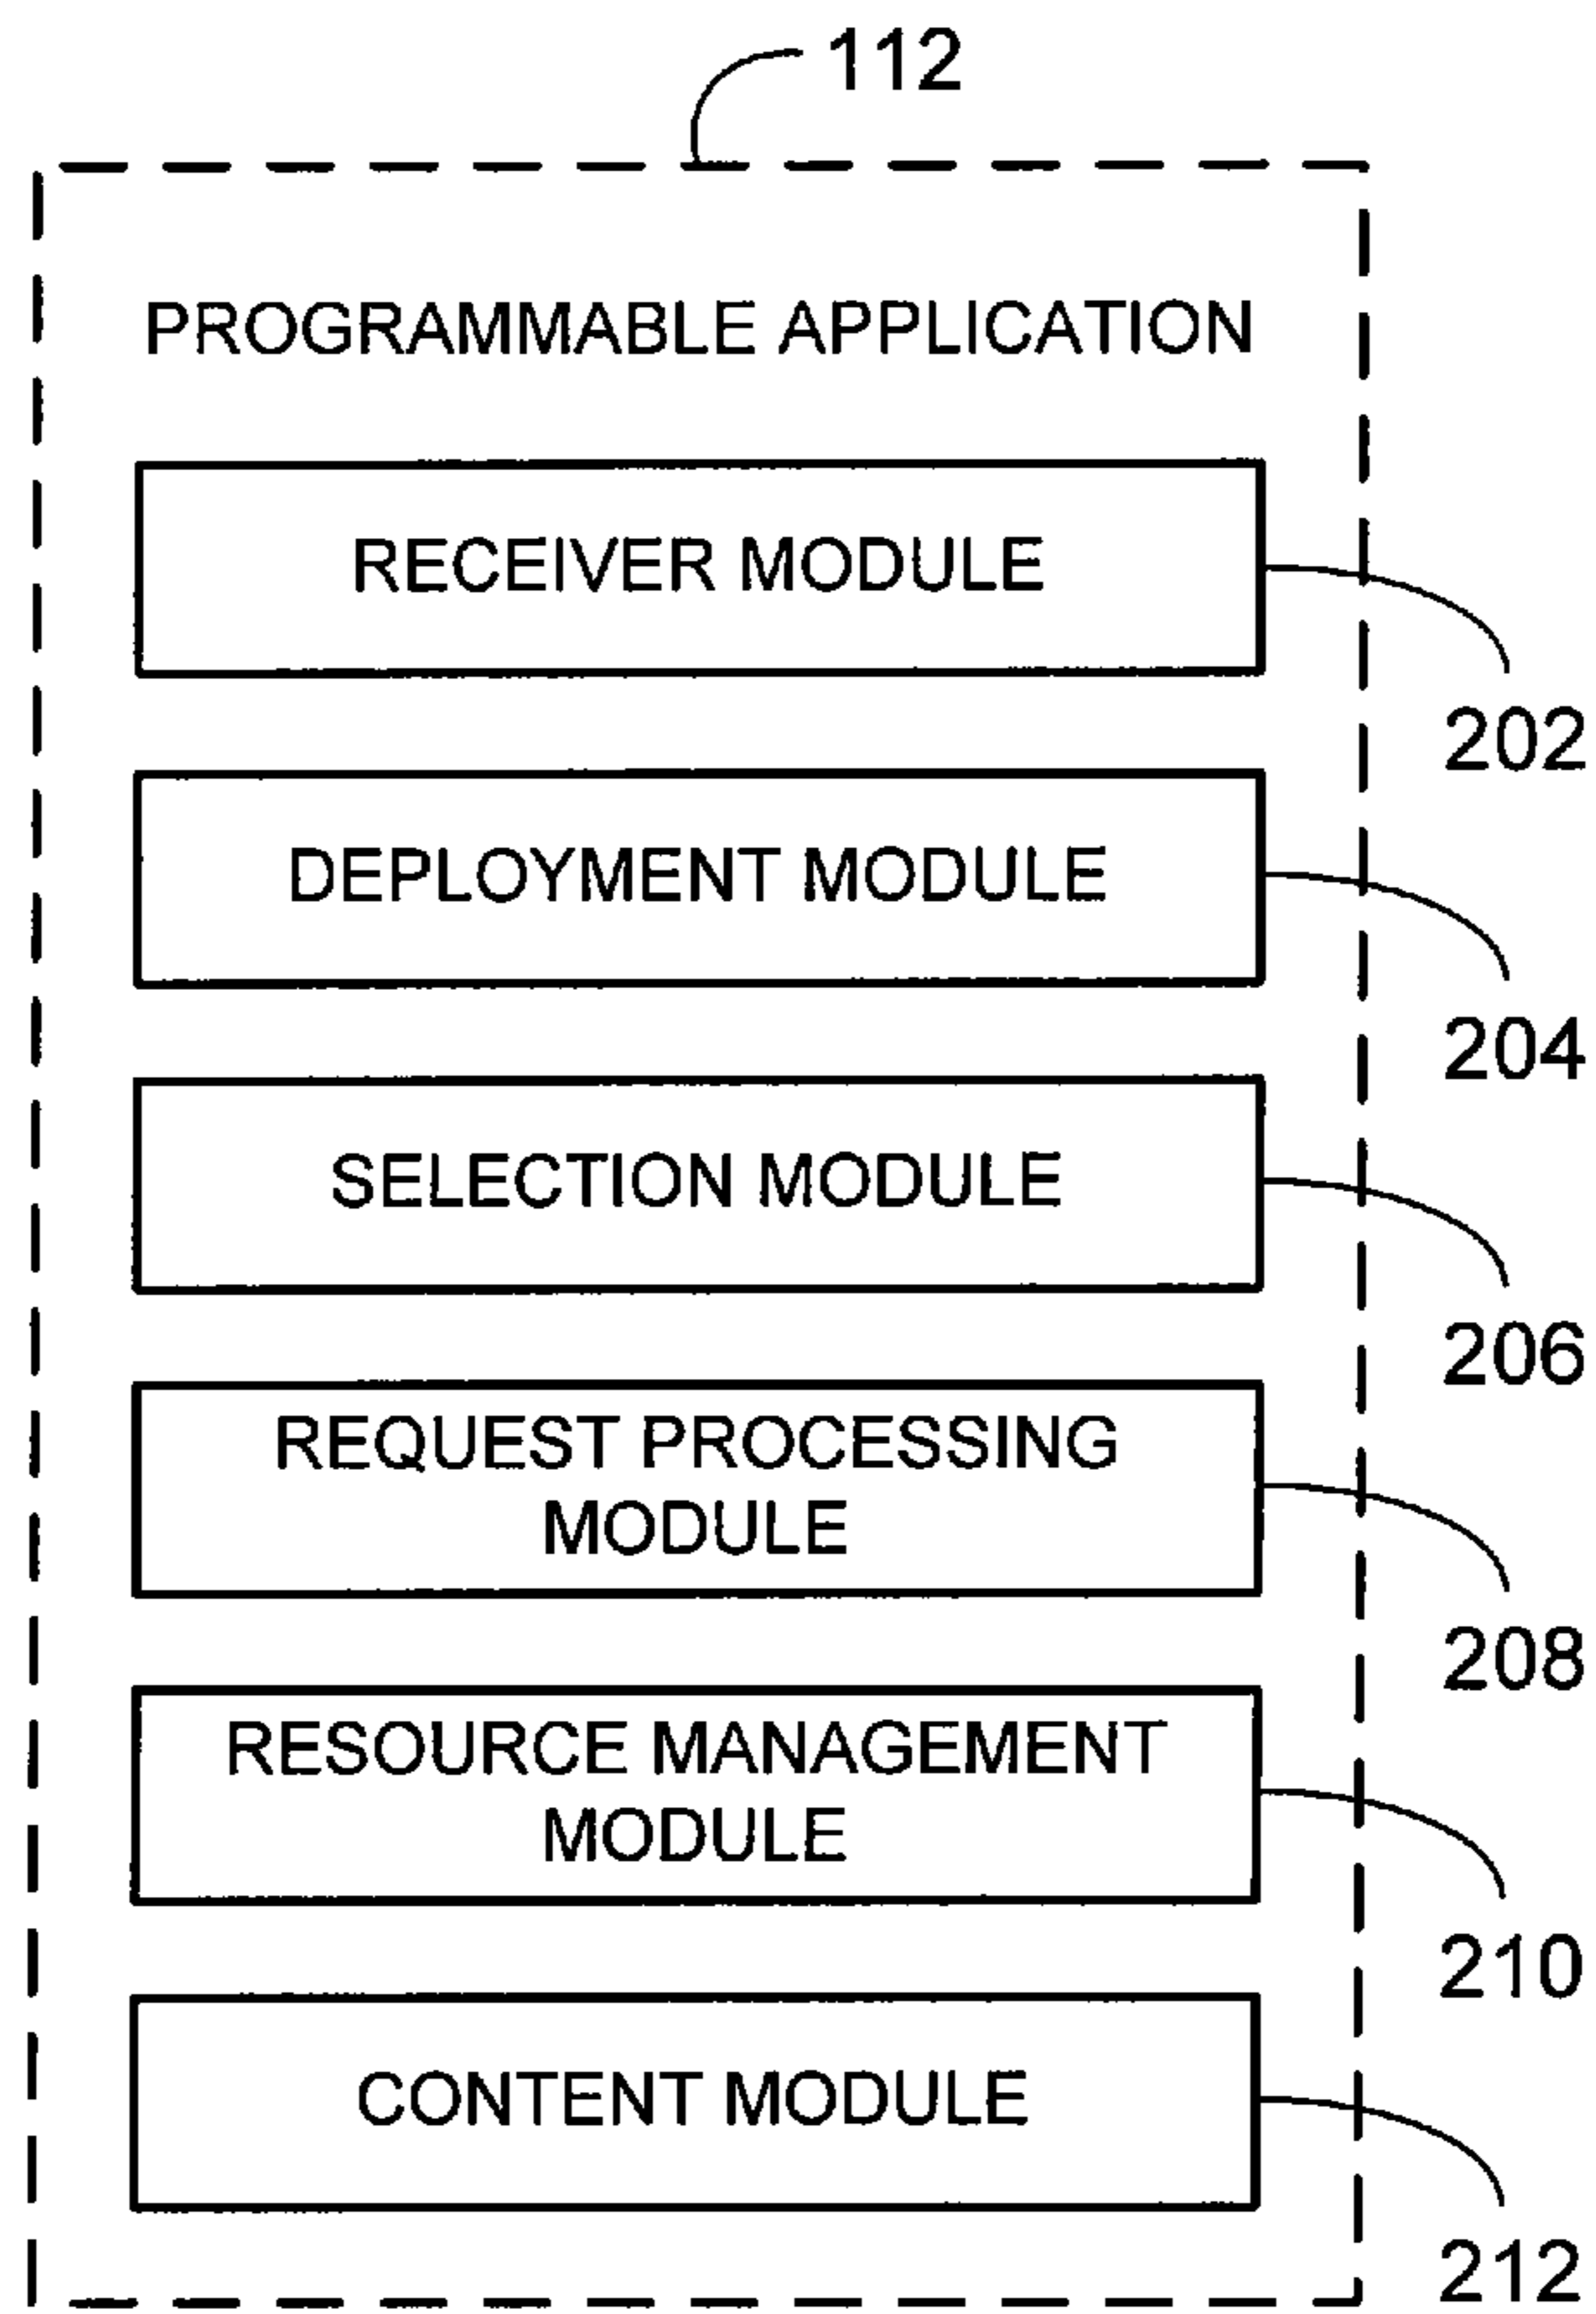 112
PROGRAMMABLE APPLICATION
RECEIVER MODULE
202
DEPLOYMENT MODULE
204
SELECTION MODULE
206
REQUEST PROCESSING
MODULE
208
RESOURCE MANAGEMENT
MODULE
210
CONTENT MODULE
212